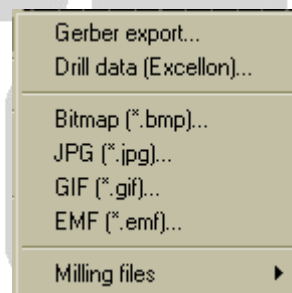 Gerber export...
Drill data (Excellon)...
Bitmap (*.bmp)...
JPG (*.jpg)...
GIF (*.gif)...
EMF (*.emf)...
Milling files